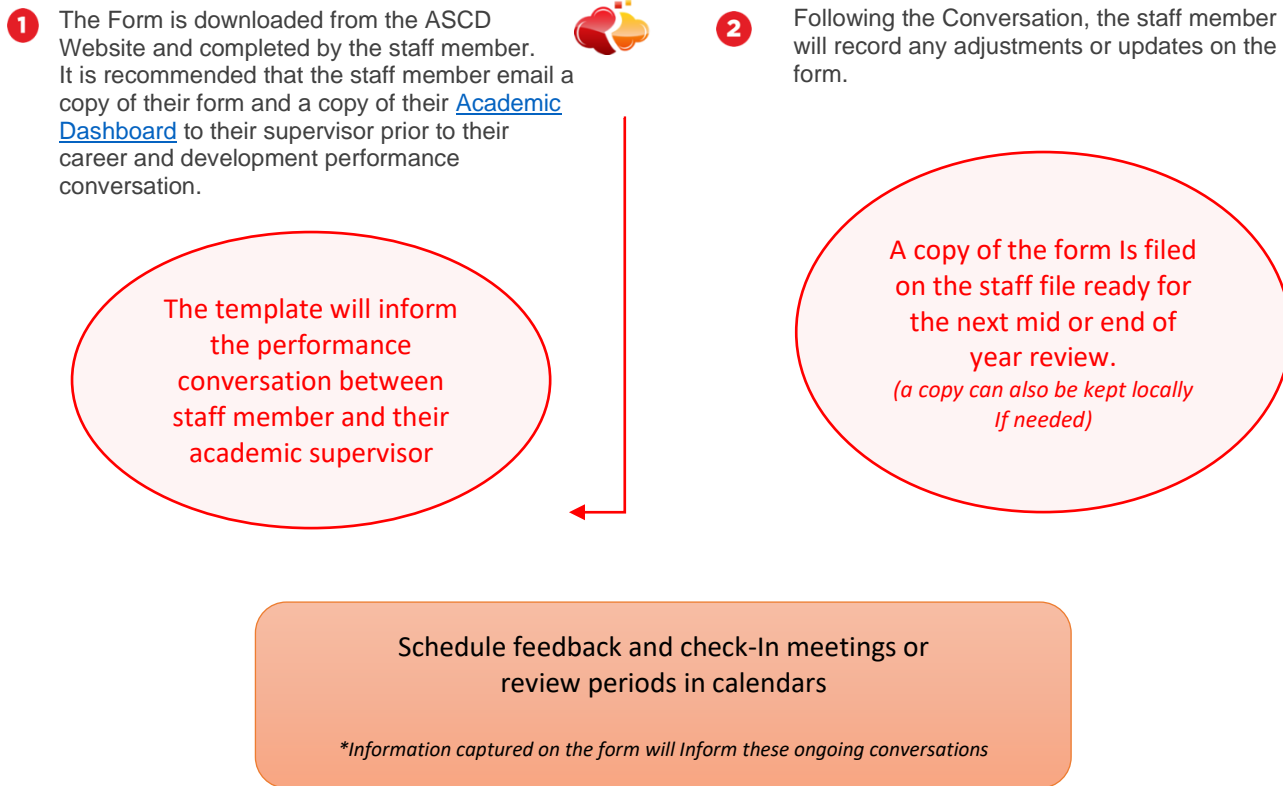 1
The Form is downloaded from the ASCD
Website and completed by the staff member.
It is recommended that the staff member email a
copy of their form and a copy of their Academic
Dashboard to their supervisor prior to their
career and development performance
conversation.
The template will inform
the performance
conversation between
staff member and their
academic supervisor
2
Following the Conversation, the staff member
will record any adjustments or updates on the
form.
A copy of the form Is filed
on the staff file ready for
the next mid or end of
year review.
(a copy can also be kept locally
If needed)
Schedule feedback and check-In meetings or
review periods in calendars
*Information captured on the form will Inform these ongoing conversations